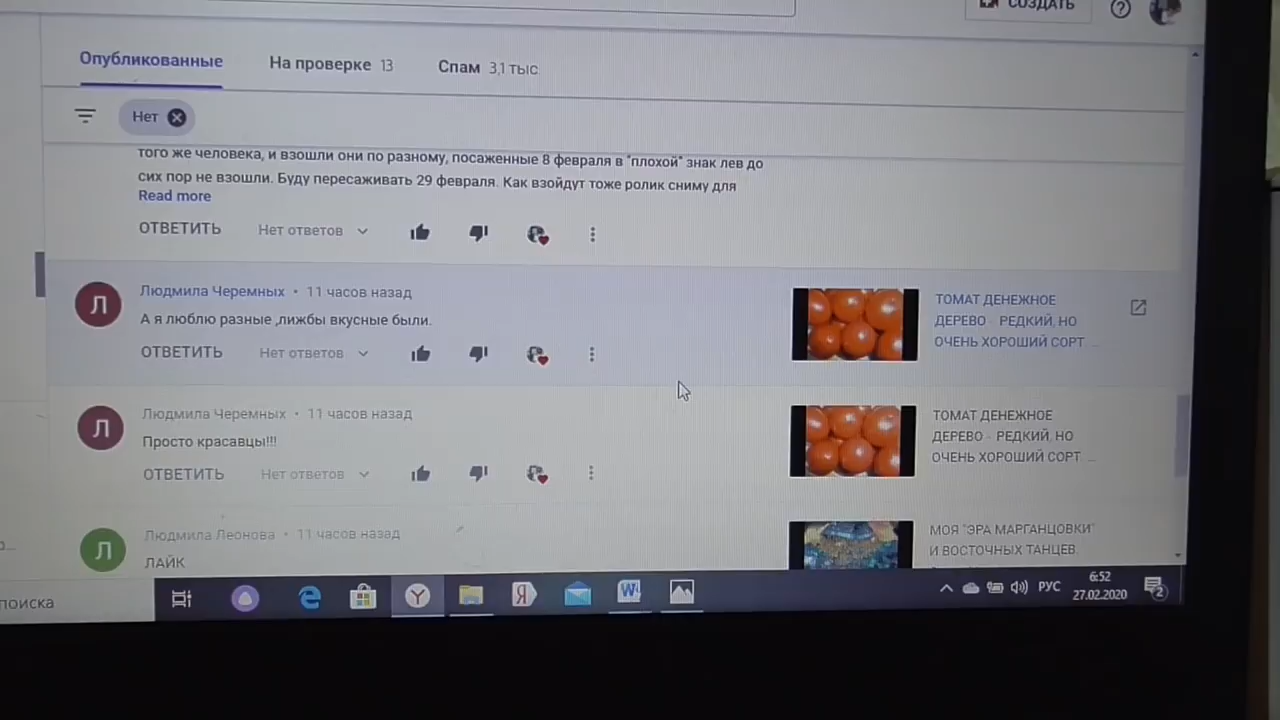 СОЗДАТЬ
Опубликованные
На проверке 13
Спам 3,1 тыс
Нет
того же человека, и взошли они по разному, посаженные 8 февраля в "плохой" знак лев до
сих пор не взошли. Буду пересаживать 29 февраля. Как взойдут тоже ролик сниму для
Read more
ОТВЕТИТЬ
Нет ответов
Л
Людмила Черемных • 11 часов назад
А я люблю разные ,лижбы вкусные были.
ОТВЕТИТЬ
Нет ответов
ТОМАТ ДЕНЕЖНОЕ
ДЕРЕВО - РЕДКИЙ, НО
ОЧЕНЬ ХОРОШИЙ СОРТ. ...
Л
Людмила Черемных • 11 часов назад
Просто красавцы!!!
ОТВЕТИТЬ
Нет ответов
ТОМАТ ДЕНЕЖНОЕ
ДЕРЕВО - РЕДКИЙ, НО
ОЧЕНЬ ХОРОШИЙ СОРТ. ...
Л
Людмила Леонова • 11 часов назад
ЛАЙК
МОЯ "ЭРА МАРГАНЦОВКИ"
И ВОСТОЧНЫХ ТАНЦЕВ.
поиска
РУС
6:52
27.02.2020
2